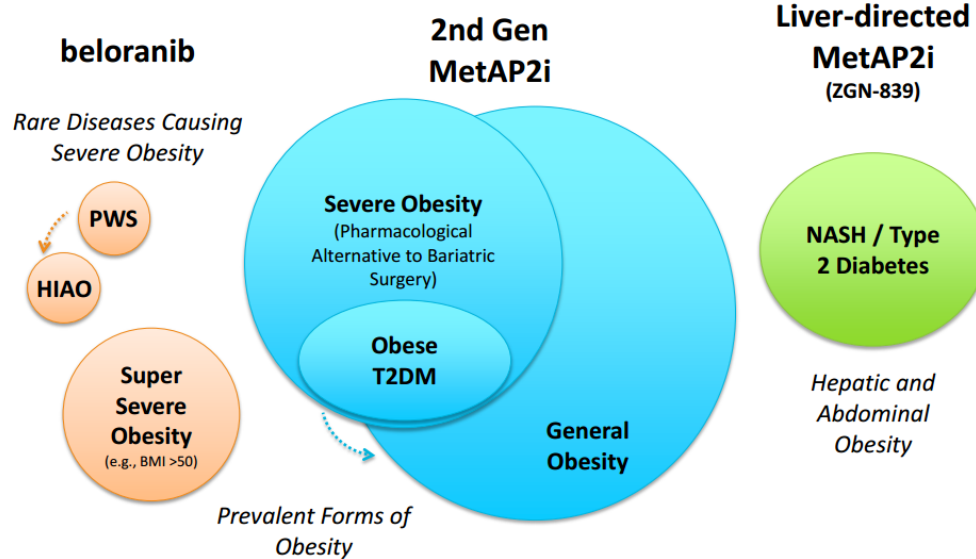 beloranib
Rare Diseases Causing
Severe Obesity
PWS
HIAO
Super
Severe
Obesity
(e.g., BMI >50)
2nd Gen
MetAP2i
Severe Obesity
(Pharmacological
Alternative to Bariatric
Surgery)
Obese
T2DM
General
Obesity
Prevalent Forms of
Obesity
Liver-directed
MetAP2i
(ZGN-839)
NASH / Type
2 Diabetes
Hepatic and
Abdominal
Obesity